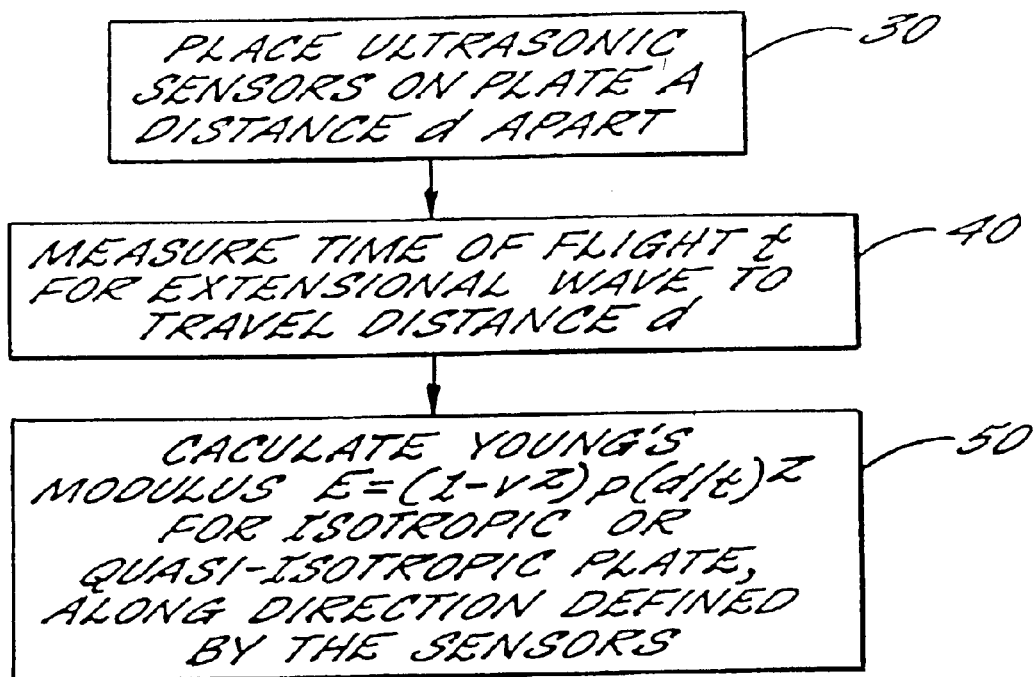 PLACE ULTRASONIC
SENSORS ON PLATE A
DISTANCE d APART
30
MEASURE TIME OF FLIGHT t
FOR EXTENSIONAL WAVE TO
TRAVEL DISTANCE d
40
CACULATE YOUNG'S
MODULUS E=(1-ν²)ρ(d/t)²
FOR ISOTROPIC OR
QUASI-ISOTROPIC PLATE,
ALONG DIRECTION DEFINED
BY THE SENSORS
50